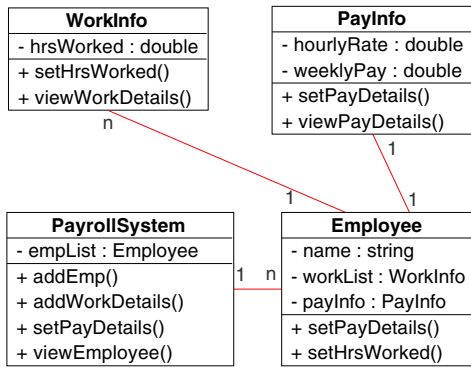 WorkInfo
- hrsWorked : double
+ setHrsWorked()
+ viewWorkDetails()
n
PayInfo
- hourlyRate : double
- weeklyPay : double
+ setPayDetails()
+ viewPayDetails()
1
1
1
PayrollSystem
- empList : Employee
+ addEmp()
+ addWorkDetails()
+ setPayDetails()
+ viewEmployee()
1
n
Employee
- name : string
- workList : WorkInfo
- payInfo : PayInfo
+ setPayDetails()
+ setHrsWorked()